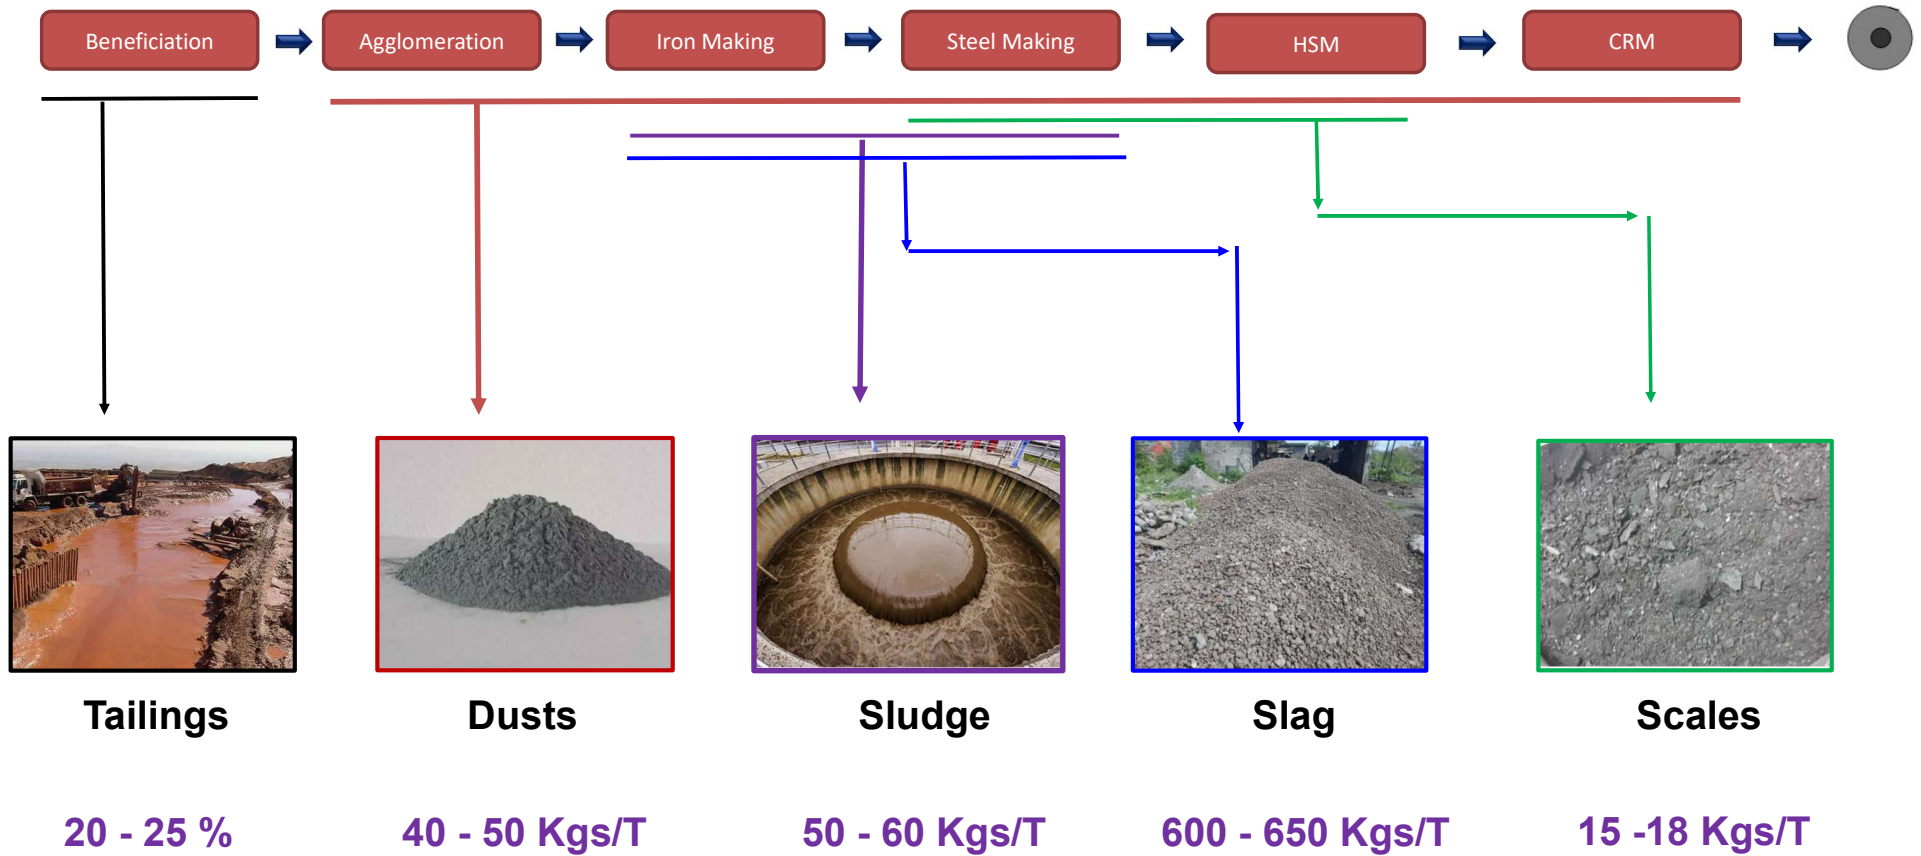 Beneficiation
Agglomeration
Iron Making
Steel Making
HSM
CRM
Tailings
Dusts
Sludge
Slag
Scales
20 - 25 %
40 - 50 Kgs/T
50 - 60 Kgs/T
600 - 650 Kgs/T
15 -18 Kgs/T